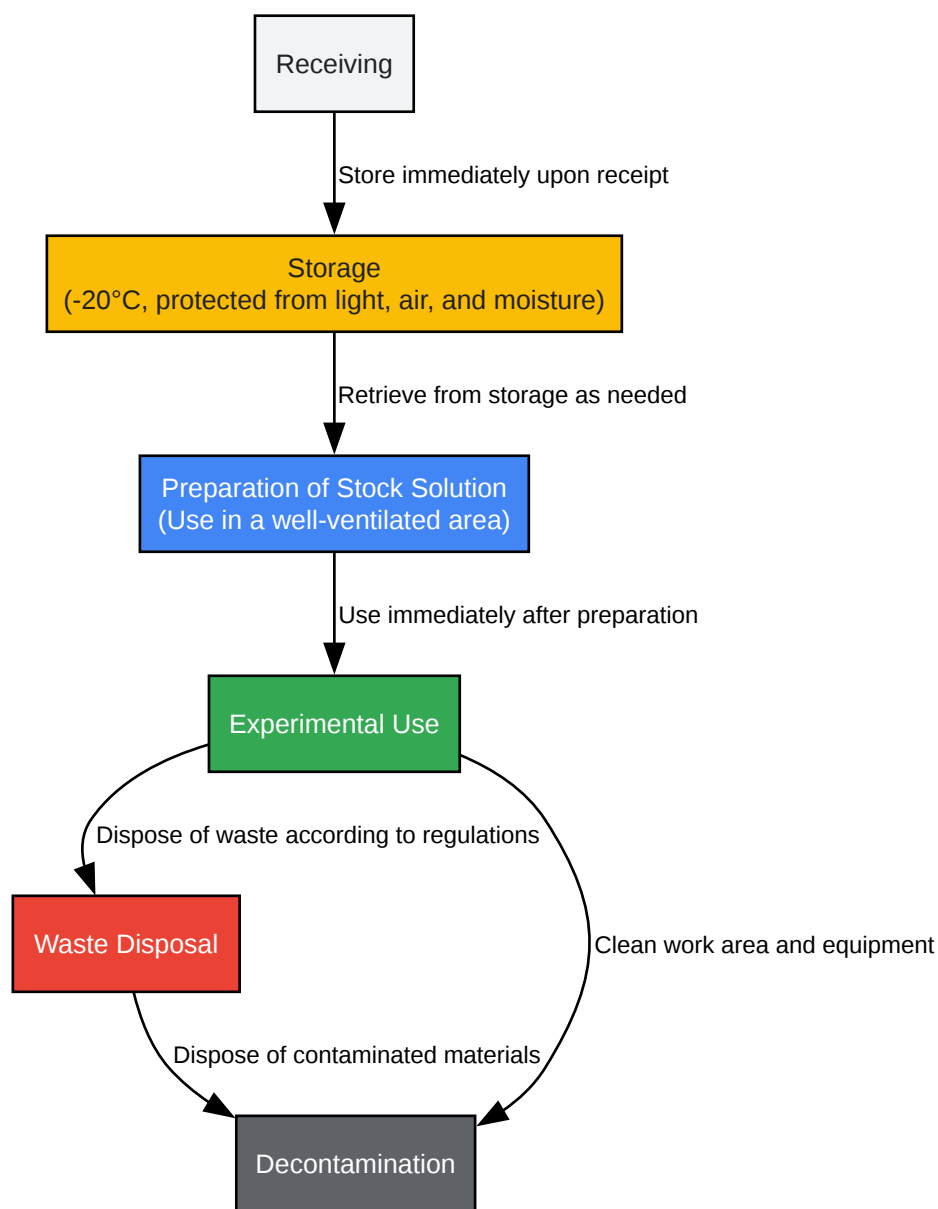 Receiving
Store immediately upon receipt
Storage
(-20°C, protected from light, air, and moisture)
Retrieve from storage as needed
Preparation of Stock Solution
(Use in a well-ventilated area)
Use immediately after preparation
Experimental Use
Dispose of waste according to regulations
Waste Disposal
Clean work area and equipment
Dispose of contaminated materials
Decontamination